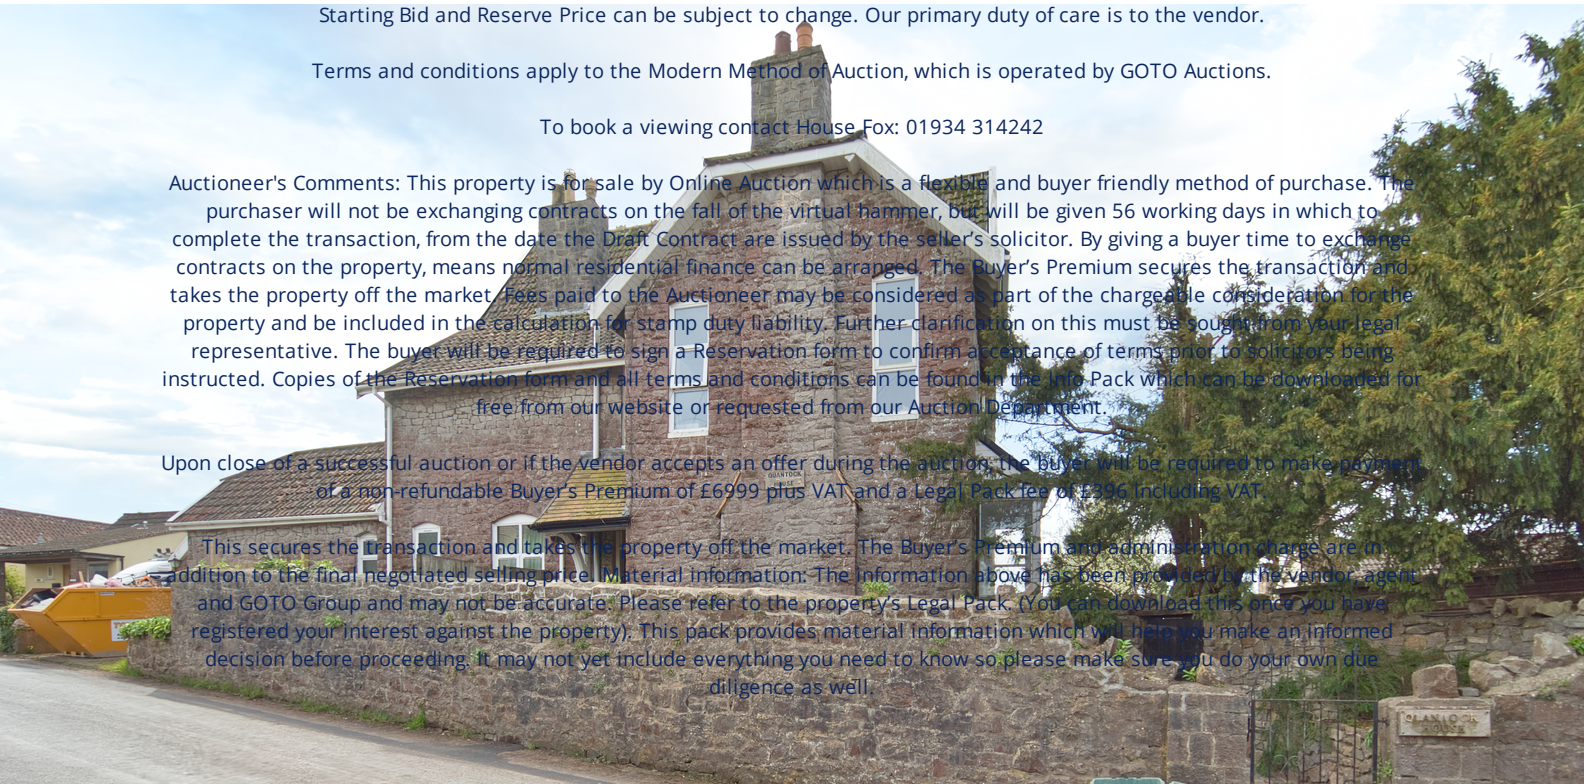 Starting Bid and Reserve Price can be subject to change. Our primary duty of care is to the vendor.
Terms and conditions apply to the Modern Method of Auction, which is operated by GOTO Auctions.
To book a viewing contact House Fox: 01934 314242
Auctioneer's Comments: This property is for sale by Online Auction which is a flexible and buyer friendly method of purchase. The
purchaser will not be exchanging contracts on the fall of the virtual hammer, but will be given 56 working days in which to
complete the transaction, from the date the Draft Contract are issued by the seller's solicitor. By giving a buyer time to exchange
contracts on the property, means normal residential finance can be arranged. The Buyer's Premium secures the transaction and
takes the property off the market. Fees paid to the Auctioneer may be considered as part of the chargeable consideration for the
property and be included in the calculation for stamp duty liability. Further clarification on this must be sought from your legal
representative. The buyer will be required to sign a Reservation form to confirm acceptance of terms prior to solicitors being
instructed. Copies of the Reservation form and all terms and conditions can be found in the Info Pack which can be downloaded for
free from our website or requested from our Auction Department.
Upon close of a successful auction or if the vendor accepts an offer during the auction, the buyer will be required to make payment
of a non-refundable Buyer's Premium of £6999 plus VAT and a Legal Pack fee of £396 including VAT.
QUANTOCK
HOUSE
This secures the transaction and takes the property off the market. The Buyer's Premium and administration charge are in
addition to the final negotiated selling price. Material Information: The information above has been provided by the vendor, agent
and GOTO Group and may not be accurate. Please refer to the property's Legal Pack. (You can download this once you have
registered your interest against the property). This pack provides material information which will help you make an informed
decision before proceeding. It may not yet include everything you need to know so please make sure you do your own due
diligence as well.
QUANTOCK
HOUSE